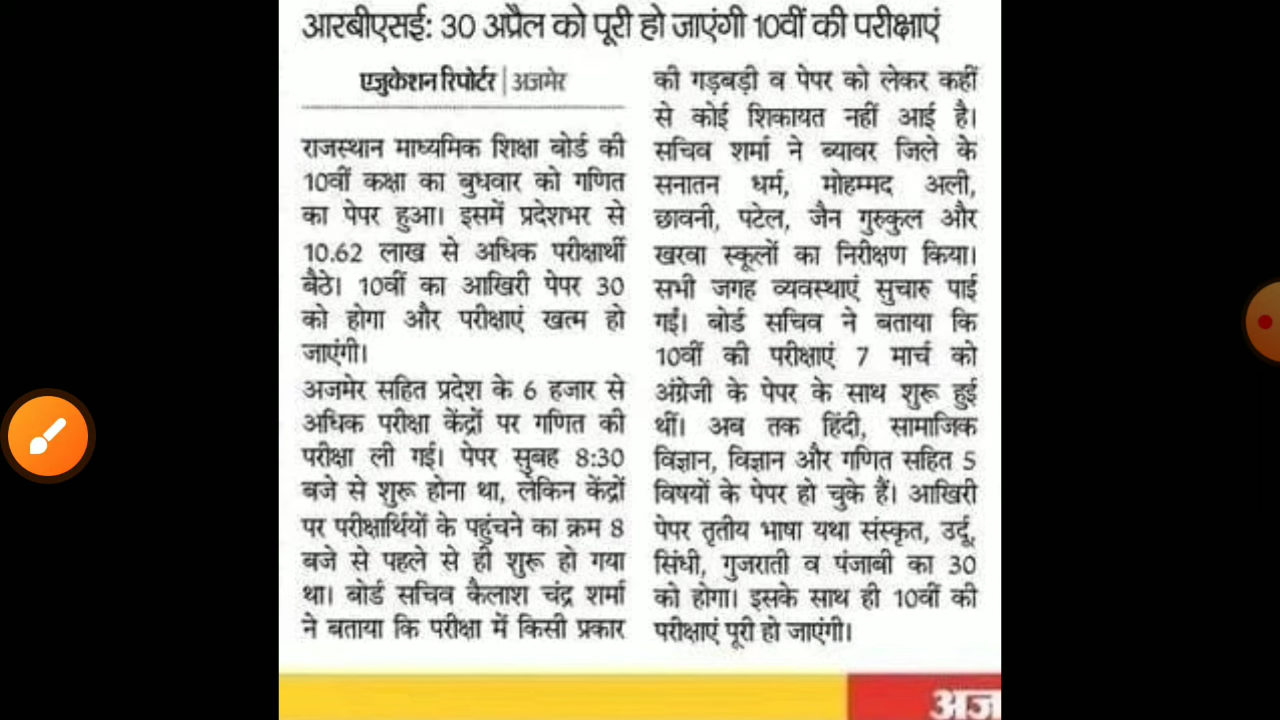 आरबीएसई: 30 अप्रैल को पूरी हो जाएंगी 10वीं की परीक्षाएं
एजुकेशन रिपोर्टर | अजमेर
राजस्थान माध्यमिक शिक्षा बोर्ड की
10वीं कक्षा का बुधवार को गणित
का पेपर हुआ। इसमें प्रदेशभर से
10.62 लाख से अधिक परीक्षार्थी
बैठे। 10वीं का आखिरी पेपर 30
को होगा और परीक्षाएं खत्म हो
जाएंगी।
अजमेर सहित प्रदेश के 6 हजार से
अधिक परीक्षा केंद्रों पर गणित की
परीक्षा ली गई। पेपर सुबह 8:30
बजे से शुरू होना था, लेकिन केंद्रों
पर परीक्षार्थियों के पहुंचने का क्रम 8
बजे से पहले से ही शुरू हो गया
था। बोर्ड सचिव कैलाश चंद्र शर्मा
ने बताया कि परीक्षा में किसी प्रकार
की गड़बड़ी व पेपर को लेकर कहीं
से कोई शिकायत नहीं आई है।
सचिव शर्मा ने ब्यावर जिले के
सनातन धर्म, मोहम्मद अली,
छावनी, पटेल, जैन गुरुकुल और
खरवा स्कूलों का निरीक्षण किया।
सभी जगह व्यवस्थाएं सुचारु पाई
गईं। बोर्ड सचिव ने बताया कि
10वीं की परीक्षाएं 7 मार्च को
अंग्रेजी के पेपर के साथ शुरू हुई
थीं। अब तक हिंदी, सामाजिक
विज्ञान, विज्ञान और गणित सहित 5
विषयों के पेपर हो चुके हैं। आखिरी
पेपर तृतीय भाषा यथा संस्कृत, उर्दू,
सिंधी, गुजराती व पंजाबी का 30
को होगा। इसके साथ ही 10वीं की
परीक्षाएं पूरी हो जाएंगी।